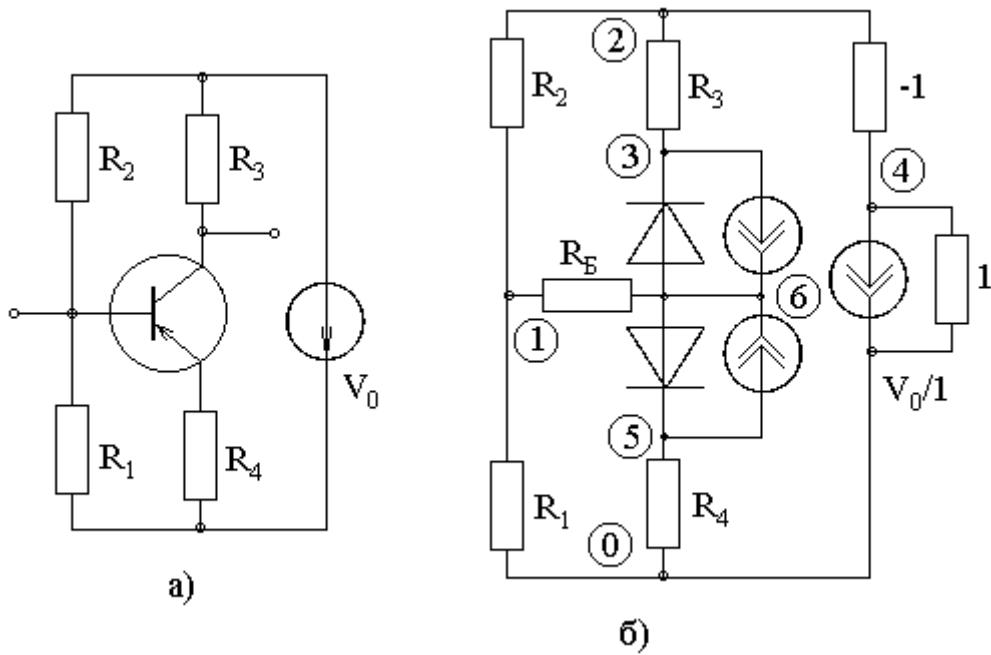 R₂
R₃
R₁
R₄
V₀
а)
R₂
② R₃
-1
③
④
R_Б
⑥
1
①
V₀/1
⑤
R₁
R₄
⓪
б)